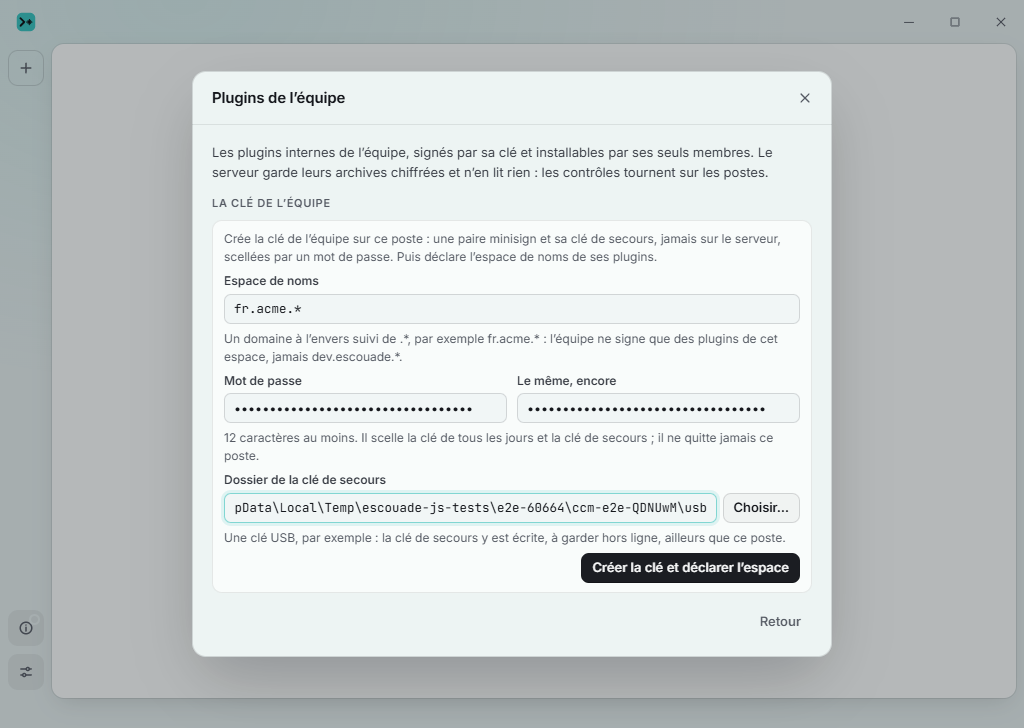 Plugins de l’équipe
Les plugins internes de l’équipe, signés par sa clé et installables par ses seuls membres. Le
serveur garde leurs archives chiffrées et n’en lit rien : les contrôles tournent sur les postes.
LA CLÉ DE L’ÉQUIPE
Crée la clé de l’équipe sur ce poste : une paire minisign et sa clé de secours, jamais sur le serveur,
scellées par un mot de passe. Puis déclare l’espace de noms de ses plugins.
Espace de noms
fr.acme.*
Un domaine à l’envers suivi de .*, par exemple fr.acme.* : l’équipe ne signe que des plugins de cet
espace, jamais dev.escouade.*.
Mot de passe
Le même, encore
••••••••••••••••••••••••••••••••••
••••••••••••••••••••••••••••••••••
12 caractères au moins. Il scelle la clé de tous les jours et la clé de secours ; il ne quitte jamais ce
poste.
Dossier de la clé de secours
pData\Local\Temp\escouade-js-tests\e2e-60664\ccm-e2e-QDNUwM\usb
Choisir...
Une clé USB, par exemple : la clé de secours y est écrite, à garder hors ligne, ailleurs que ce poste.
Créer la clé et déclarer l’espace
Retour